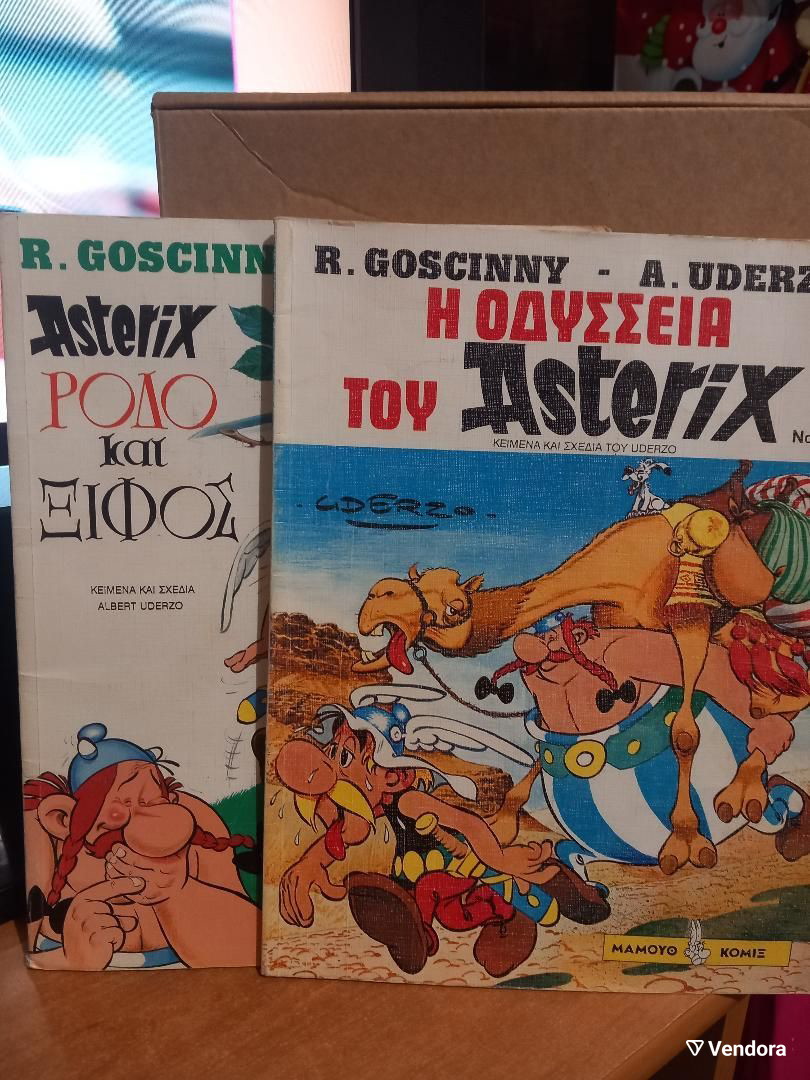 R. GOSCINN
Asterix
ΡΟΔΟ
και
ΞΙΦΟΣ
ΚΕΙΜΕΝΑ ΚΑΙ ΣΧΕΔΙΑ
ALBERT UDERZO
R. GOSCINNY - A. UDERZ
Η ΟΔΥΣΣΕΙΑ
ΤΟΥ Asterix
No
ΚΕΙΜΕΝΑ ΚΑΙ ΣΧΕΔΙΑ ΤΟΥ UDERZO
UDERZO
ΜΑΜΟΥΘ ΚΟΜΙΞ
Vendora